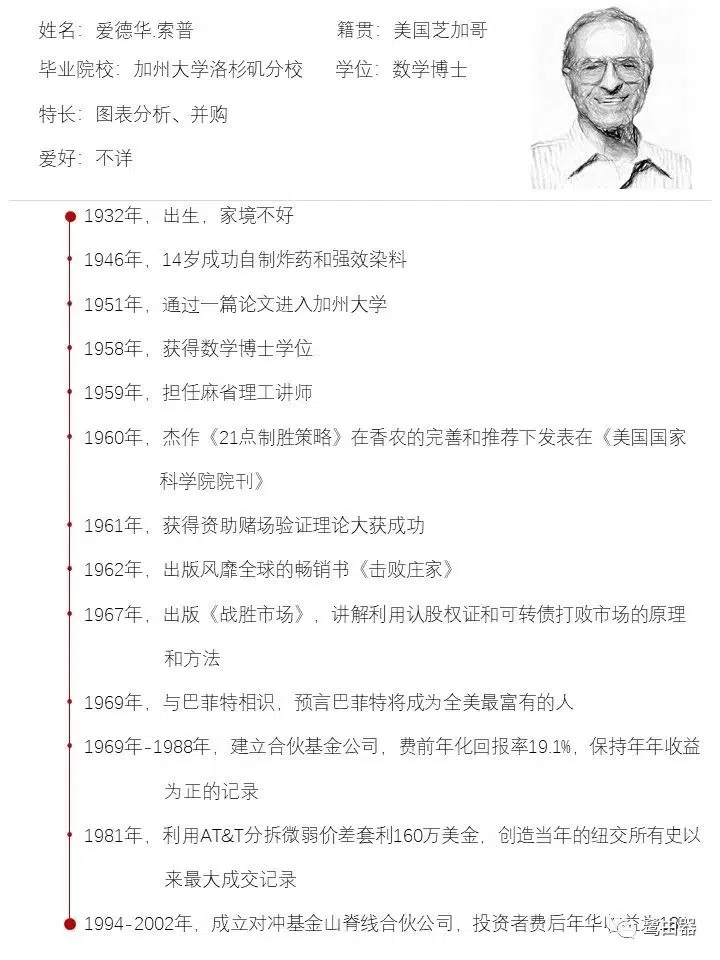 姓名：爱德华.索普 籍贯：美国芝加哥
毕业院校：加州大学洛杉矶分校 学位：数学博士
特长：图表分析、并购
爱好：不详
1932年，出生，家境不好
1946年，14岁成功自制炸药和强效染料
1951年，通过一篇论文进入加州大学
1958年，获得数学博士学位
1959年，担任麻省理工讲师
1960年，杰作《21点制胜策略》在香农的完善和推荐下发表在《美国国家
科学院院刊》
1961年，获得资助赌场验证理论大获成功
1962年，出版风靡全球的畅销书《击败庄家》
1967年，出版《战胜市场》，讲解利用认股权证和可转债打败市场的原理
和方法
1969年，与巴菲特相识，预言巴菲特将成为全美最富有的人
1969年-1988年，建立合伙基金公司，费前年化回报率19.1%，保持年年收益
为正的记录
1981年，利用AT&T分拆微弱价差套利160万美金，创造当年的纽交所有史以
来最大成交记录
1994-2002年，成立对冲基金山脊线合伙公司，投资者费后年华